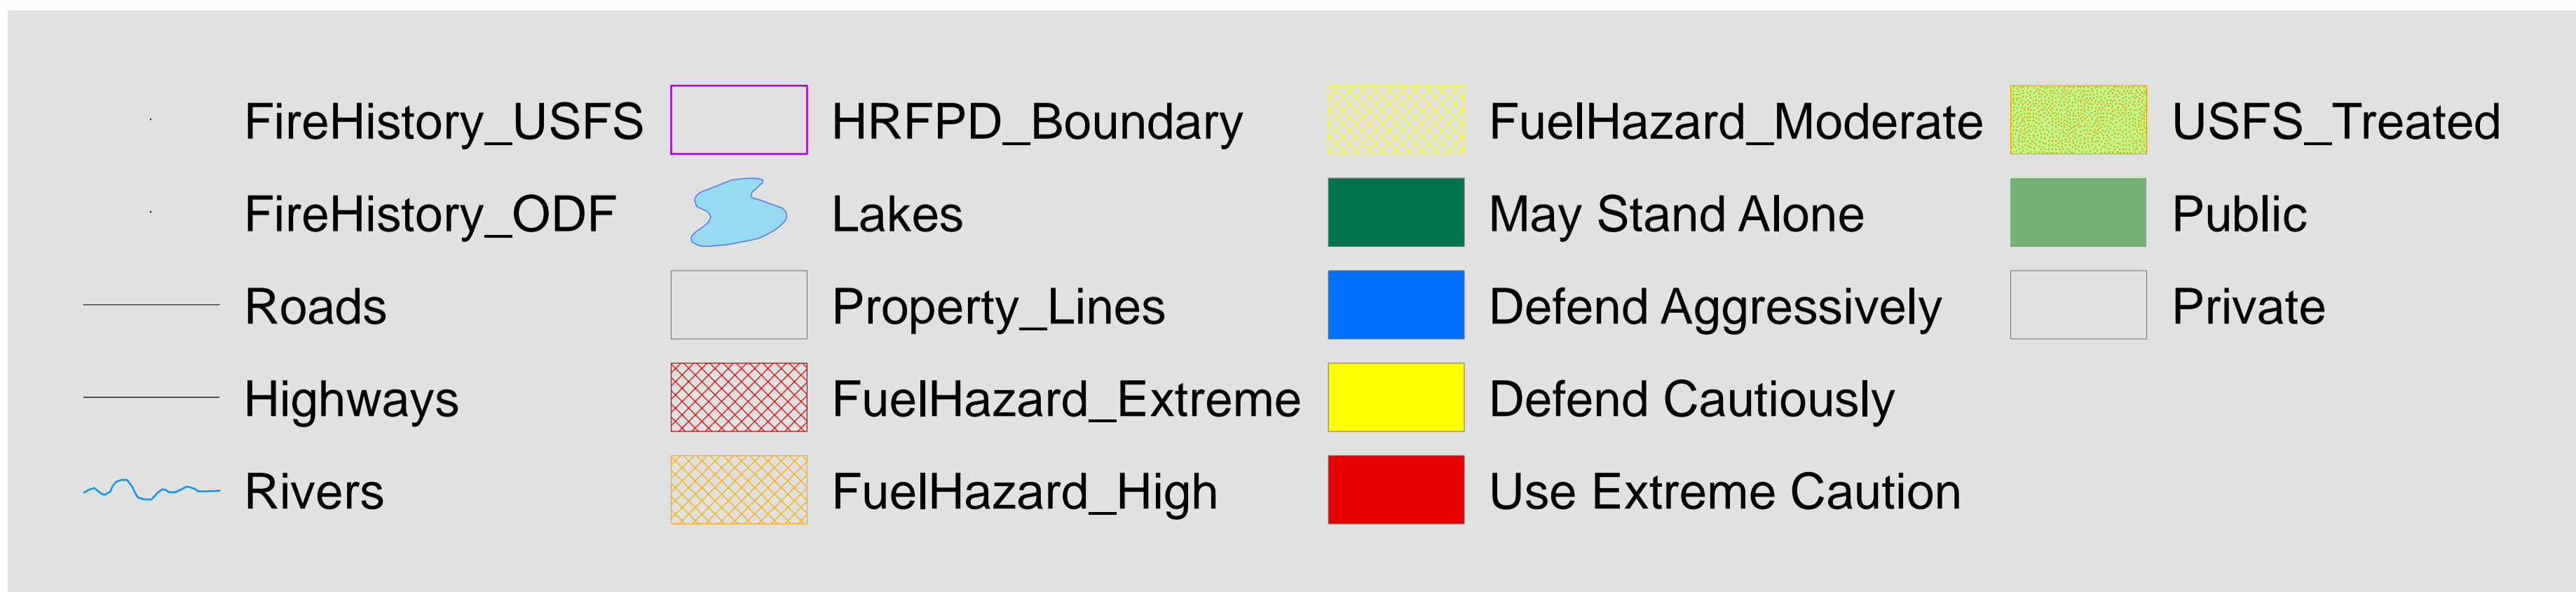 FireHistory_USFS
FireHistory_ODF
Roads
Highways
Rivers
HRFPD_Boundary
Lakes
Property_Lines
FuelHazard_Extreme
FuelHazard_High
FuelHazard_Moderate
May Stand Alone
Defend Aggressively
Defend Cautiously
Use Extreme Caution
USFS_Treated
Public
Private